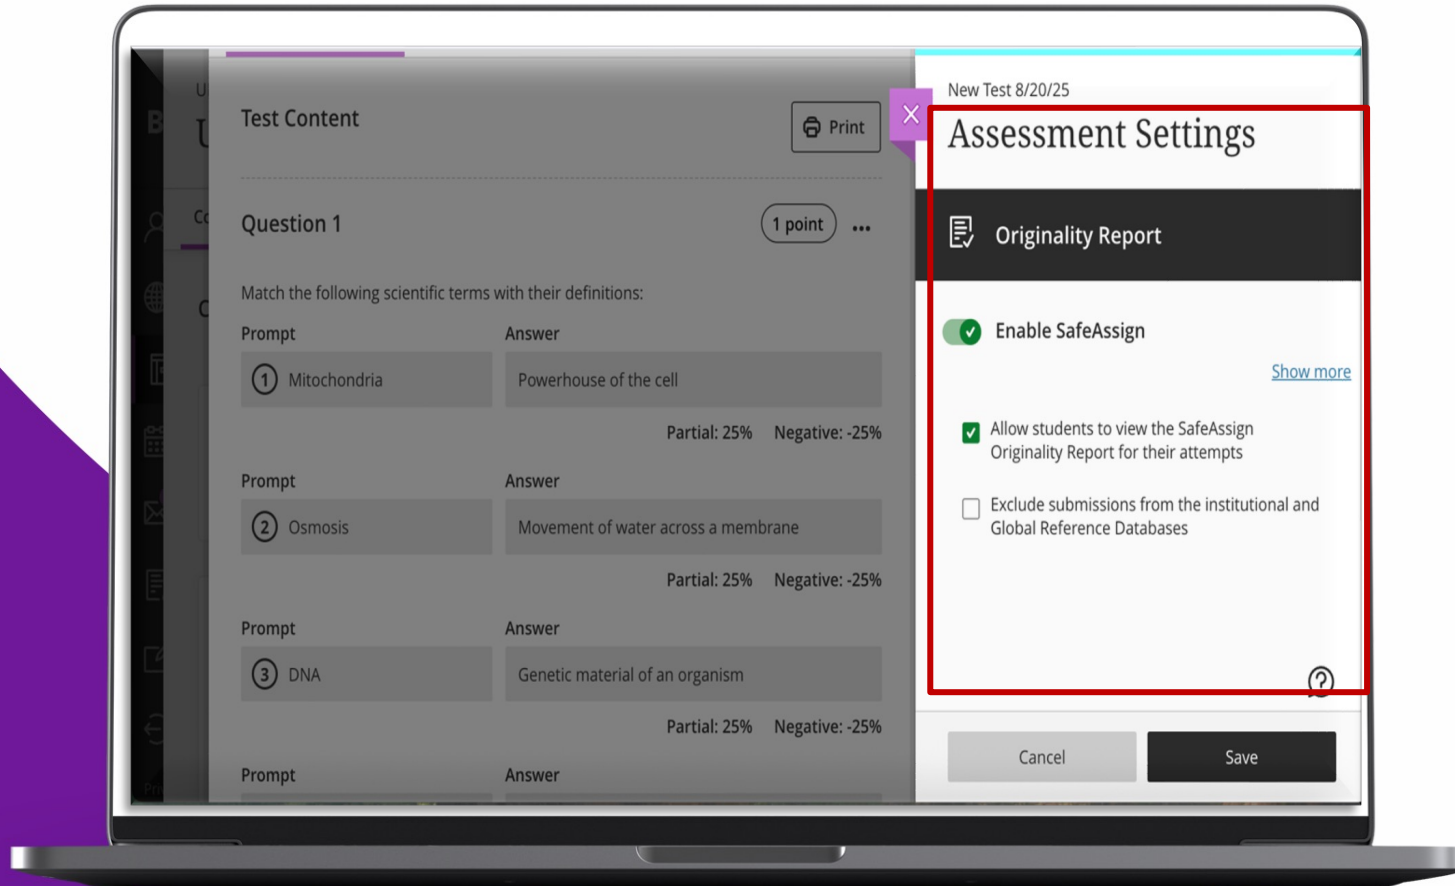 Test Content
Print
Question 1
1 point
Match the following scientific terms with their definitions:
Prompt
Answer
1 Mitochondria
Powerhouse of the cell
Partial: 25% Negative: -25%
Prompt
Answer
2 Osmosis
Movement of water across a membrane
Partial: 25% Negative: -25%
Prompt
Answer
3 DNA
Genetic material of an organism
Partial: 25% Negative: -25%
Prompt
Answer
New Test 8/20/25
Assessment Settings
Originality Report
Enable SafeAssign
Show more
Allow students to view the SafeAssign
Originality Report for their attempts
Exclude submissions from the institutional and
Global Reference Databases
Cancel
Save